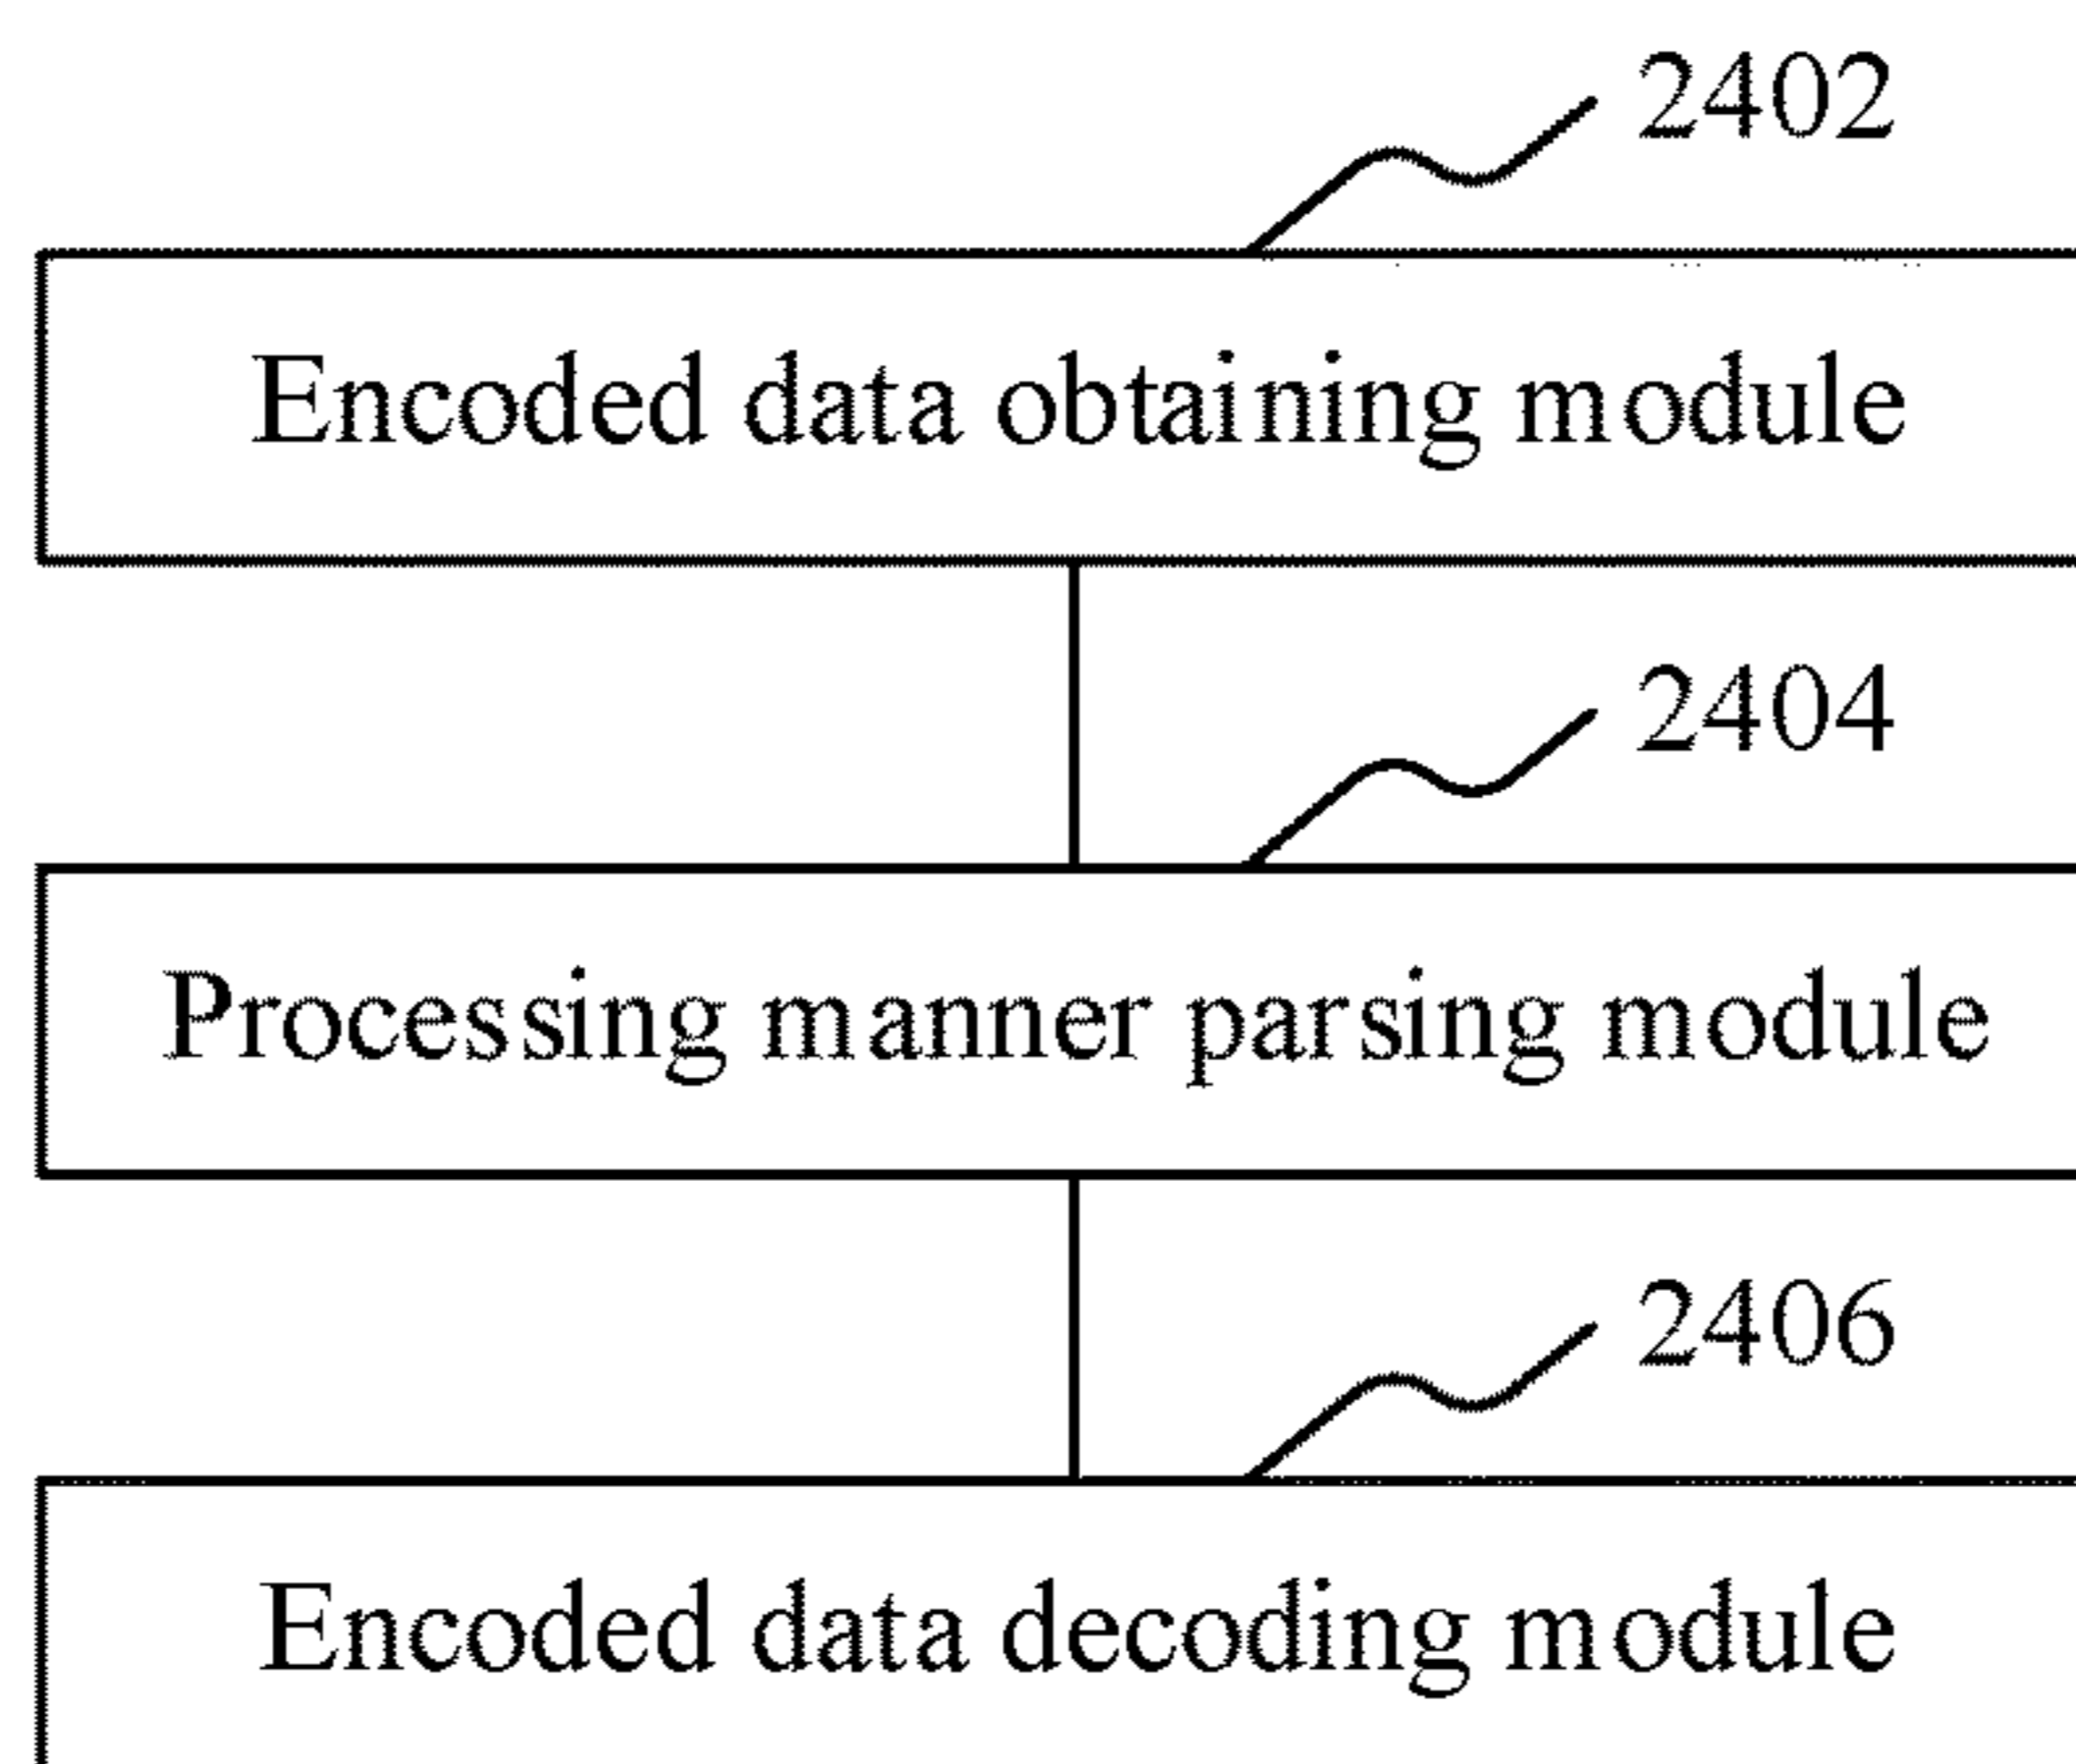 2402
Encoded data obtaining module
2404
Processing manner parsing module
2406
Encoded data decoding module